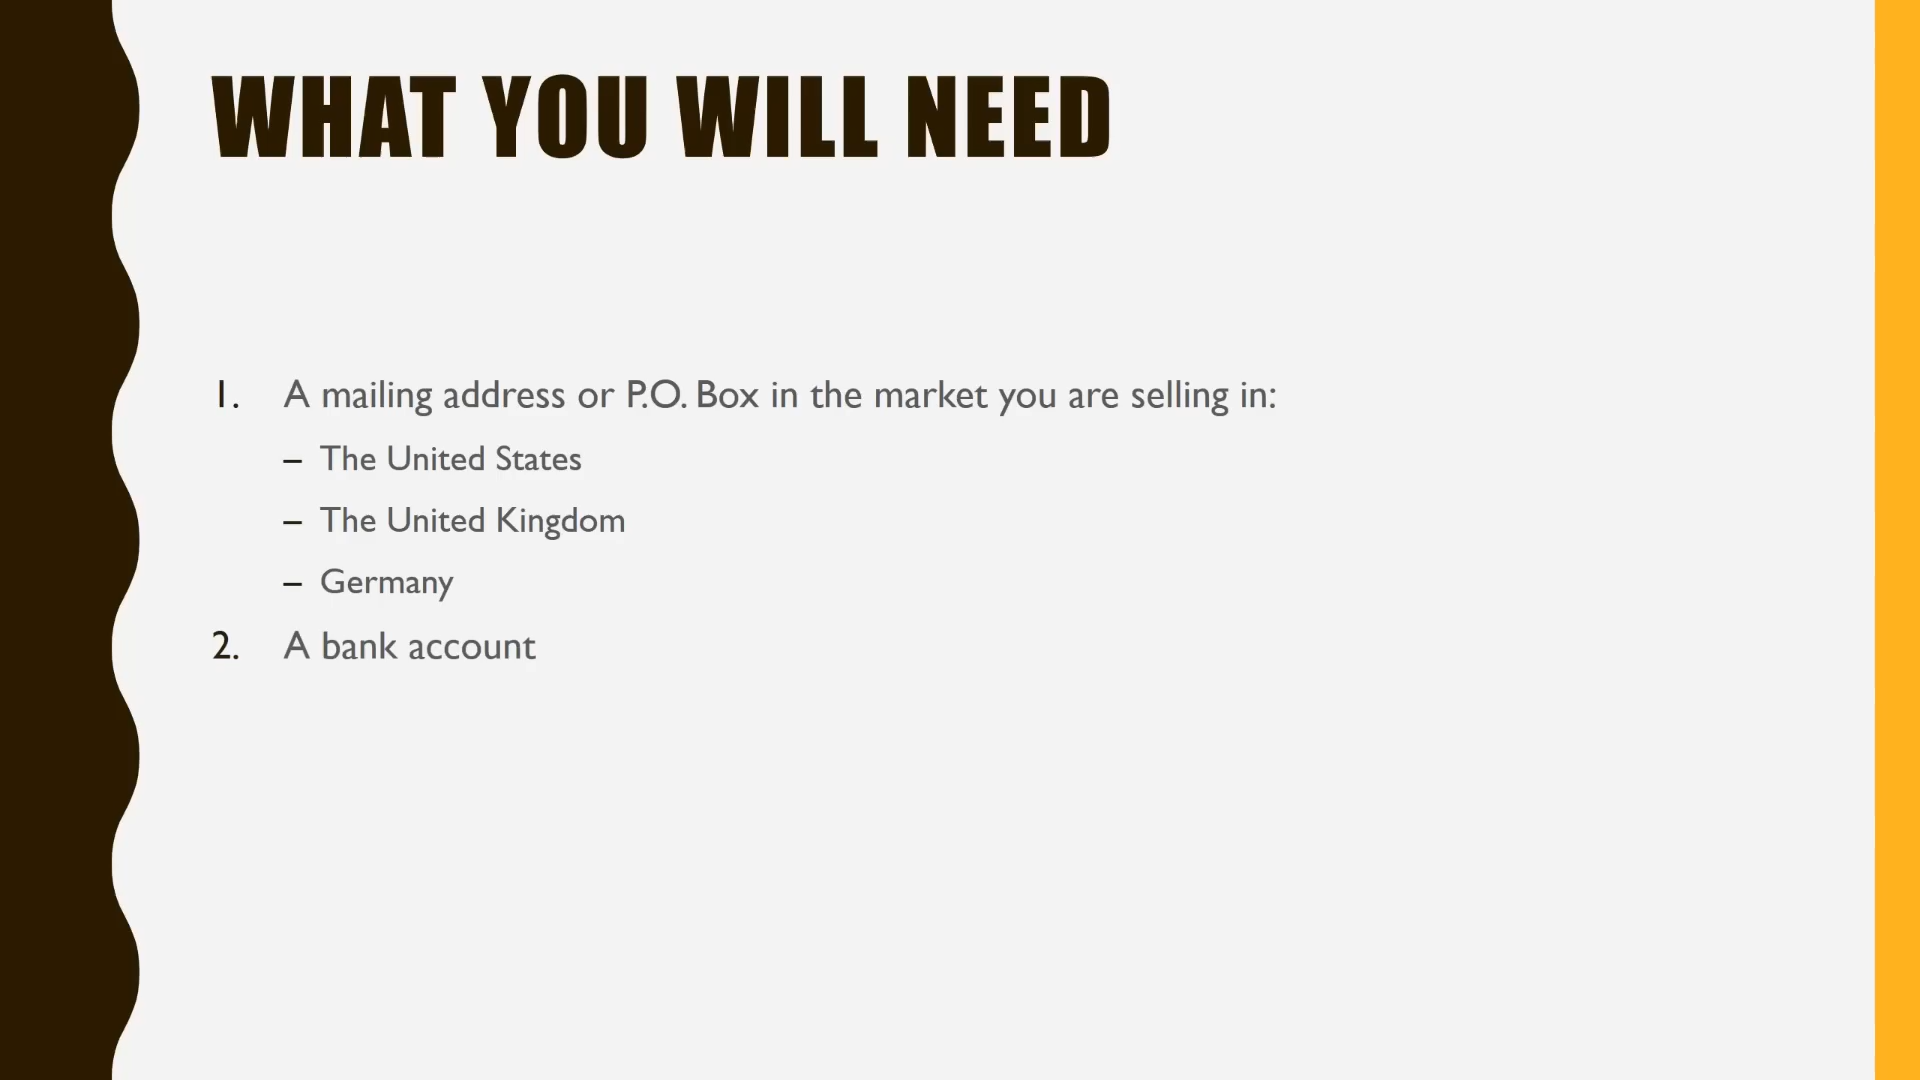 WHAT YOU WILL NEED
1. A mailing address or P.O. Box in the market you are selling in:
– The United States
– The United Kingdom
– Germany
2. A bank account